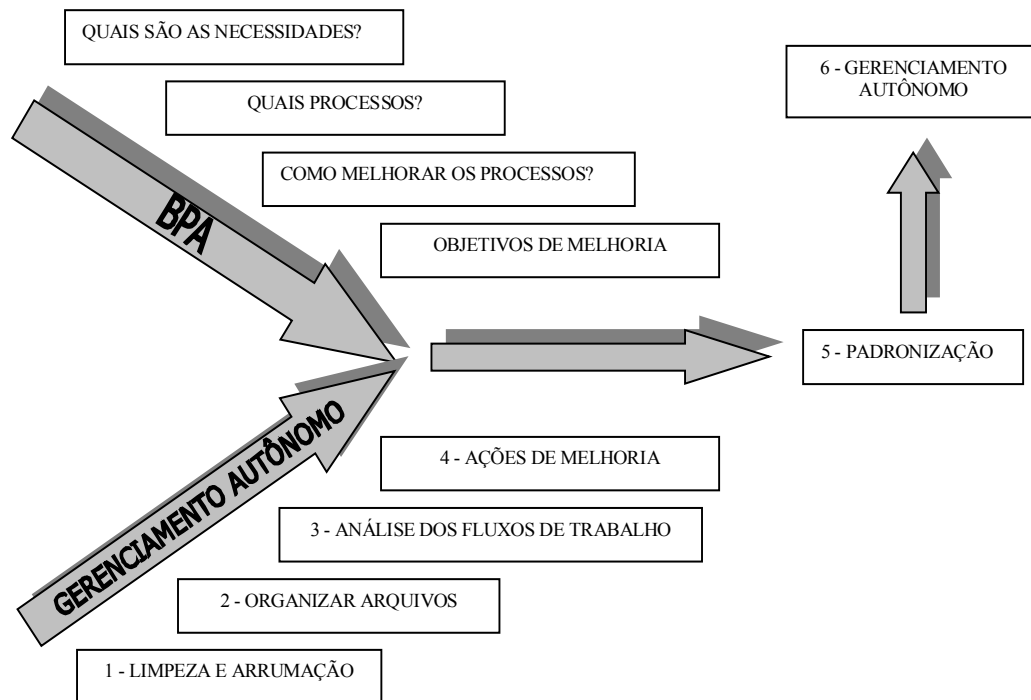 QUAIS SÃO AS NECESSIDADES?
QUAIS PROCESSOS?
COMO MELHORAR OS PROCESSOS?
OBJETIVOS DE MELHORIA
BPA
6 - GERENCIAMENTO
AUTÔNOMO
5 - PADRONIZAÇÃO
GERENCIAMENTO AUTÔNOMO
4 - AÇÕES DE MELHORIA
3 - ANÁLISE DOS FLUXOS DE TRABALHO
2 - ORGANIZAR ARQUIVOS
1 - LIMPEZA E ARRUMAÇÃO